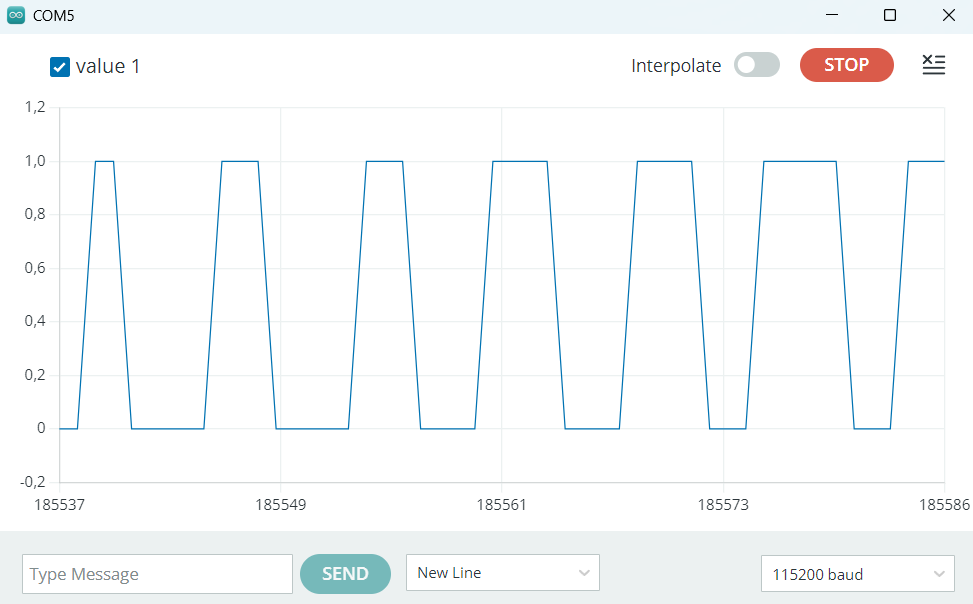 COM5
value 1
Interpolate
STOP
1,2
1,0
0,8
0,6
0,4
0,2
0
-0,2
185537 185549 185561 185573 185586
Type Message
SEND
New Line
115200 baud